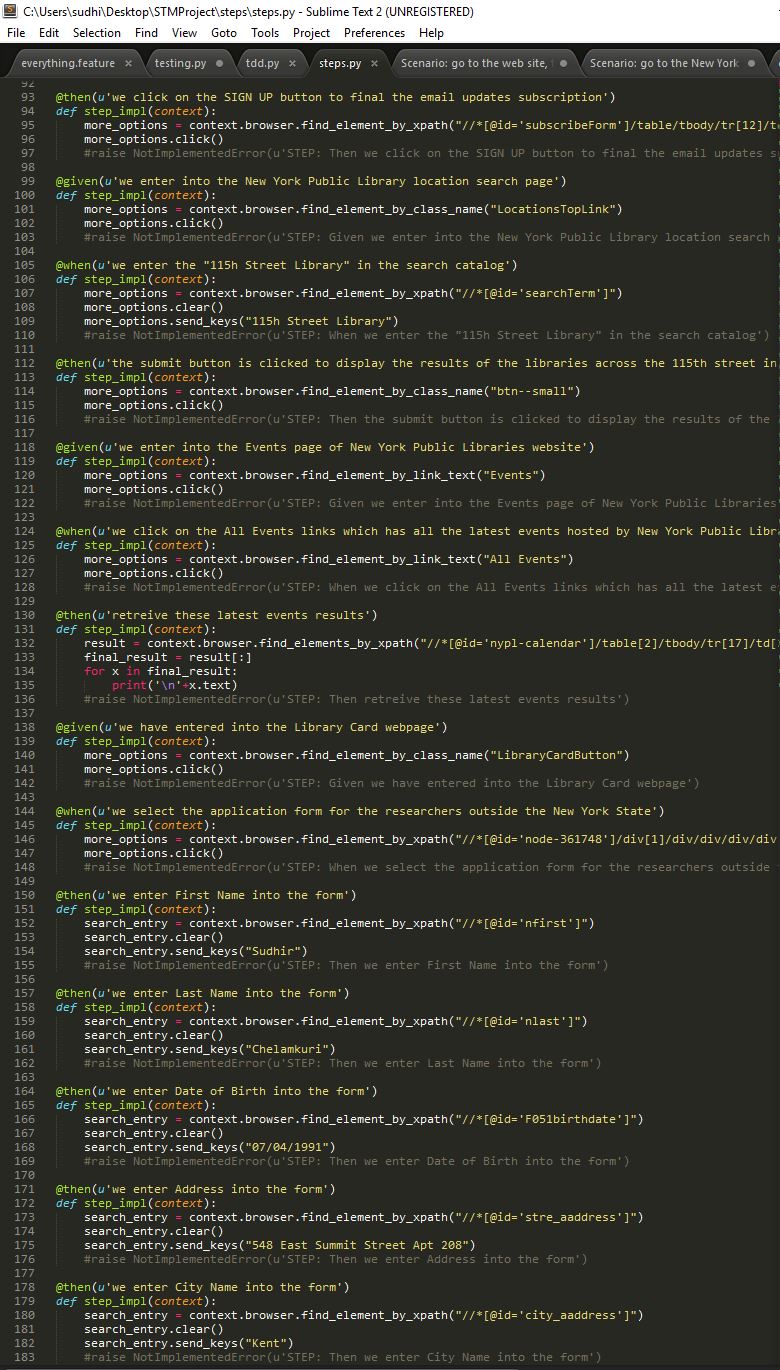 C:\Users\sudhi\Desktop\STMProject\steps\steps.py - Sublime Text 2 (UNREGISTERED)
File Edit Selection Find View Goto Tools Project Preferences Help
everything.feature × testing.py tdd.py × steps.py × Scenario: go to the web site, Scenario: go to the New York
92
93 @then(u'we click on the SIGN UP button to final the email updates subscription')
94 def step_impl(context):
95 more_options = context.browser.find_element_by_xpath("//*[@id='subscribeForm']/table/tbody/tr[12]/t
96 more_options.click()
97 #raise NotImplementedError(u'STEP: Then we click on the SIGN UP button to final the email updates s
98
99 @given(u'we enter into the New York Public Library location search page')
100 def step_impl(context):
101 more_options = context.browser.find_element_by_class_name("LocationsTopLink")
102 more_options.click()
103 #raise NotImplementedError(u'STEP: Given we enter into the New York Public Library location search
104
105 @when(u'we enter the "115h Street Library" in the search catalog')
106 def step_impl(context):
107 more_options = context.browser.find_element_by_xpath("//*[@id='searchTerm']")
108 more_options.clear()
109 more_options.send_keys("115h Street Library")
110 #raise NotImplementedError(u'STEP: When we enter the "115h Street Library" in the search catalog')
111
112 @then(u'the submit button is clicked to display the results of the libraries across the 115th street in
113 def step_impl(context):
114 more_options = context.browser.find_element_by_class_name("btn--small")
115 more_options.click()
116 #raise NotImplementedError(u'STEP: Then the submit button is clicked to display the results of the
117
118 @given(u'we enter into the Events page of New York Public Libraries website')
119 def step_impl(context):
120 more_options = context.browser.find_element_by_link_text("Events")
121 more_options.click()
122 #raise NotImplementedError(u'STEP: Given we enter into the Events page of New York Public Libraries
123
124 @when(u'we click on the All Events links which has all the latest events hosted by New York Public Libr
125 def step_impl(context):
126 more_options = context.browser.find_element_by_link_text("All Events")
127 more_options.click()
128 #raise NotImplementedError(u'STEP: When we click on the All Events links which has all the latest e
129
130 @then(u'retreive these latest events results')
131 def step_impl(context):
132 result = context.browser.find_elements_by_xpath("//*[@id='nypl-calendar']/table[2]/tbody/tr[17]/td[
133 final_result = result[:]
134 for x in final_result:
135 print('\n'+x.text)
136 #raise NotImplementedError(u'STEP: Then retreive these latest events results')
137
138 @given(u'we have entered into the Library Card webpage')
139 def step_impl(context):
140 more_options = context.browser.find_element_by_class_name("LibraryCardButton")
141 more_options.click()
142 #raise NotImplementedError(u'STEP: Given we have entered into the Library Card webpage')
143
144 @when(u'we select the application form for the researchers outside the New York State')
145 def step_impl(context):
146 more_options = context.browser.find_element_by_xpath("//*[@id='node-361748']/div[1]/div/div/div/div
147 more_options.click()
148 #raise NotImplementedError(u'STEP: When we select the application form for the researchers outside
149
150 @then(u'we enter First Name into the form')
151 def step_impl(context):
152 search_entry = context.browser.find_element_by_xpath("//*[@id='nfirst']")
153 search_entry.clear()
154 search_entry.send_keys("Sudhir")
155 #raise NotImplementedError(u'STEP: Then we enter First Name into the form')
156
157 @then(u'we enter Last Name into the form')
158 def step_impl(context):
159 search_entry = context.browser.find_element_by_xpath("//*[@id='nlast']")
160 search_entry.clear()
161 search_entry.send_keys("Chelamkuri")
162 #raise NotImplementedError(u'STEP: Then we enter Last Name into the form')
163
164 @then(u'we enter Date of Birth into the form')
165 def step_impl(context):
166 search_entry = context.browser.find_element_by_xpath("//*[@id='F051birthdate']")
167 search_entry.clear()
168 search_entry.send_keys("07/04/1991")
169 #raise NotImplementedError(u'STEP: Then we enter Date of Birth into the form')
170
171 @then(u'we enter Address into the form')
172 def step_impl(context):
173 search_entry = context.browser.find_element_by_xpath("//*[@id='stre_aaddress']")
174 search_entry.clear()
175 search_entry.send_keys("548 East Summit Street Apt 208")
176 #raise NotImplementedError(u'STEP: Then we enter Address into the form')
177
178 @then(u'we enter City Name into the form')
179 def step_impl(context):
180 search_entry = context.browser.find_element_by_xpath("//*[@id='city_aaddress']")
181 search_entry.clear()
182 search_entry.send_keys("Kent")
183 #raise NotImplementedError(u'STEP: Then we enter City Name into the form')